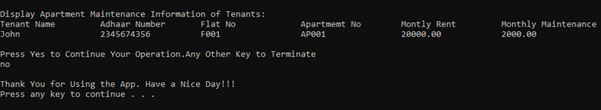 Display Apartment Maintenance Information of Tenants:
Tenant Name Adhaar Number Flat No Apartmemt No Montly Rent Monthly Maintenance
John 2345674356 F001 AP001 20000.00 2000.00
Press Yes to Continue Your Operation.Any Other Key to Terminate
no
Thank You for Using the App. Have a Nice Day!!!
Press any key to continue . . .